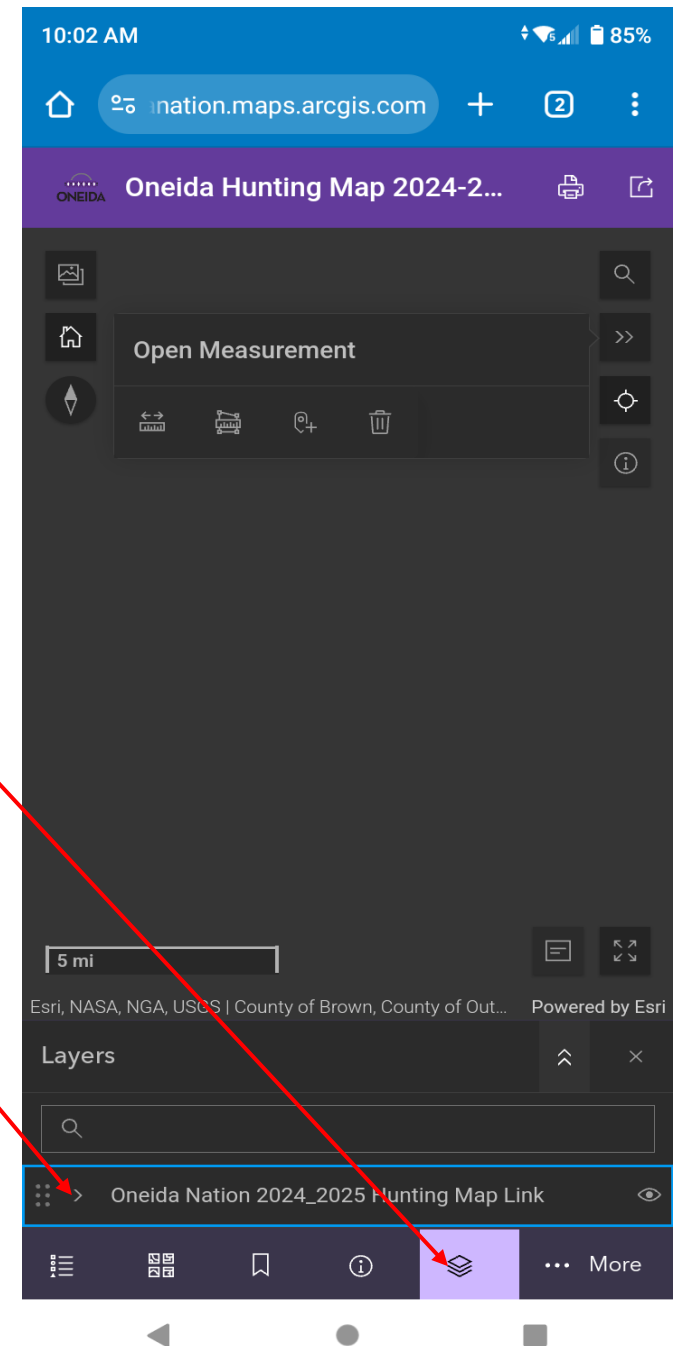 10:02 AM
5
85%
nation.maps.arcgis.com
2
ONEIDA
Oneida Hunting Map 2024-2...
Open Measurement
5 mi
Esri, NASA, NGA, USGS | County of Brown, County of Out...
Powered by Esri
Layers
Oneida Nation 2024_2025 Hunting Map Link
More